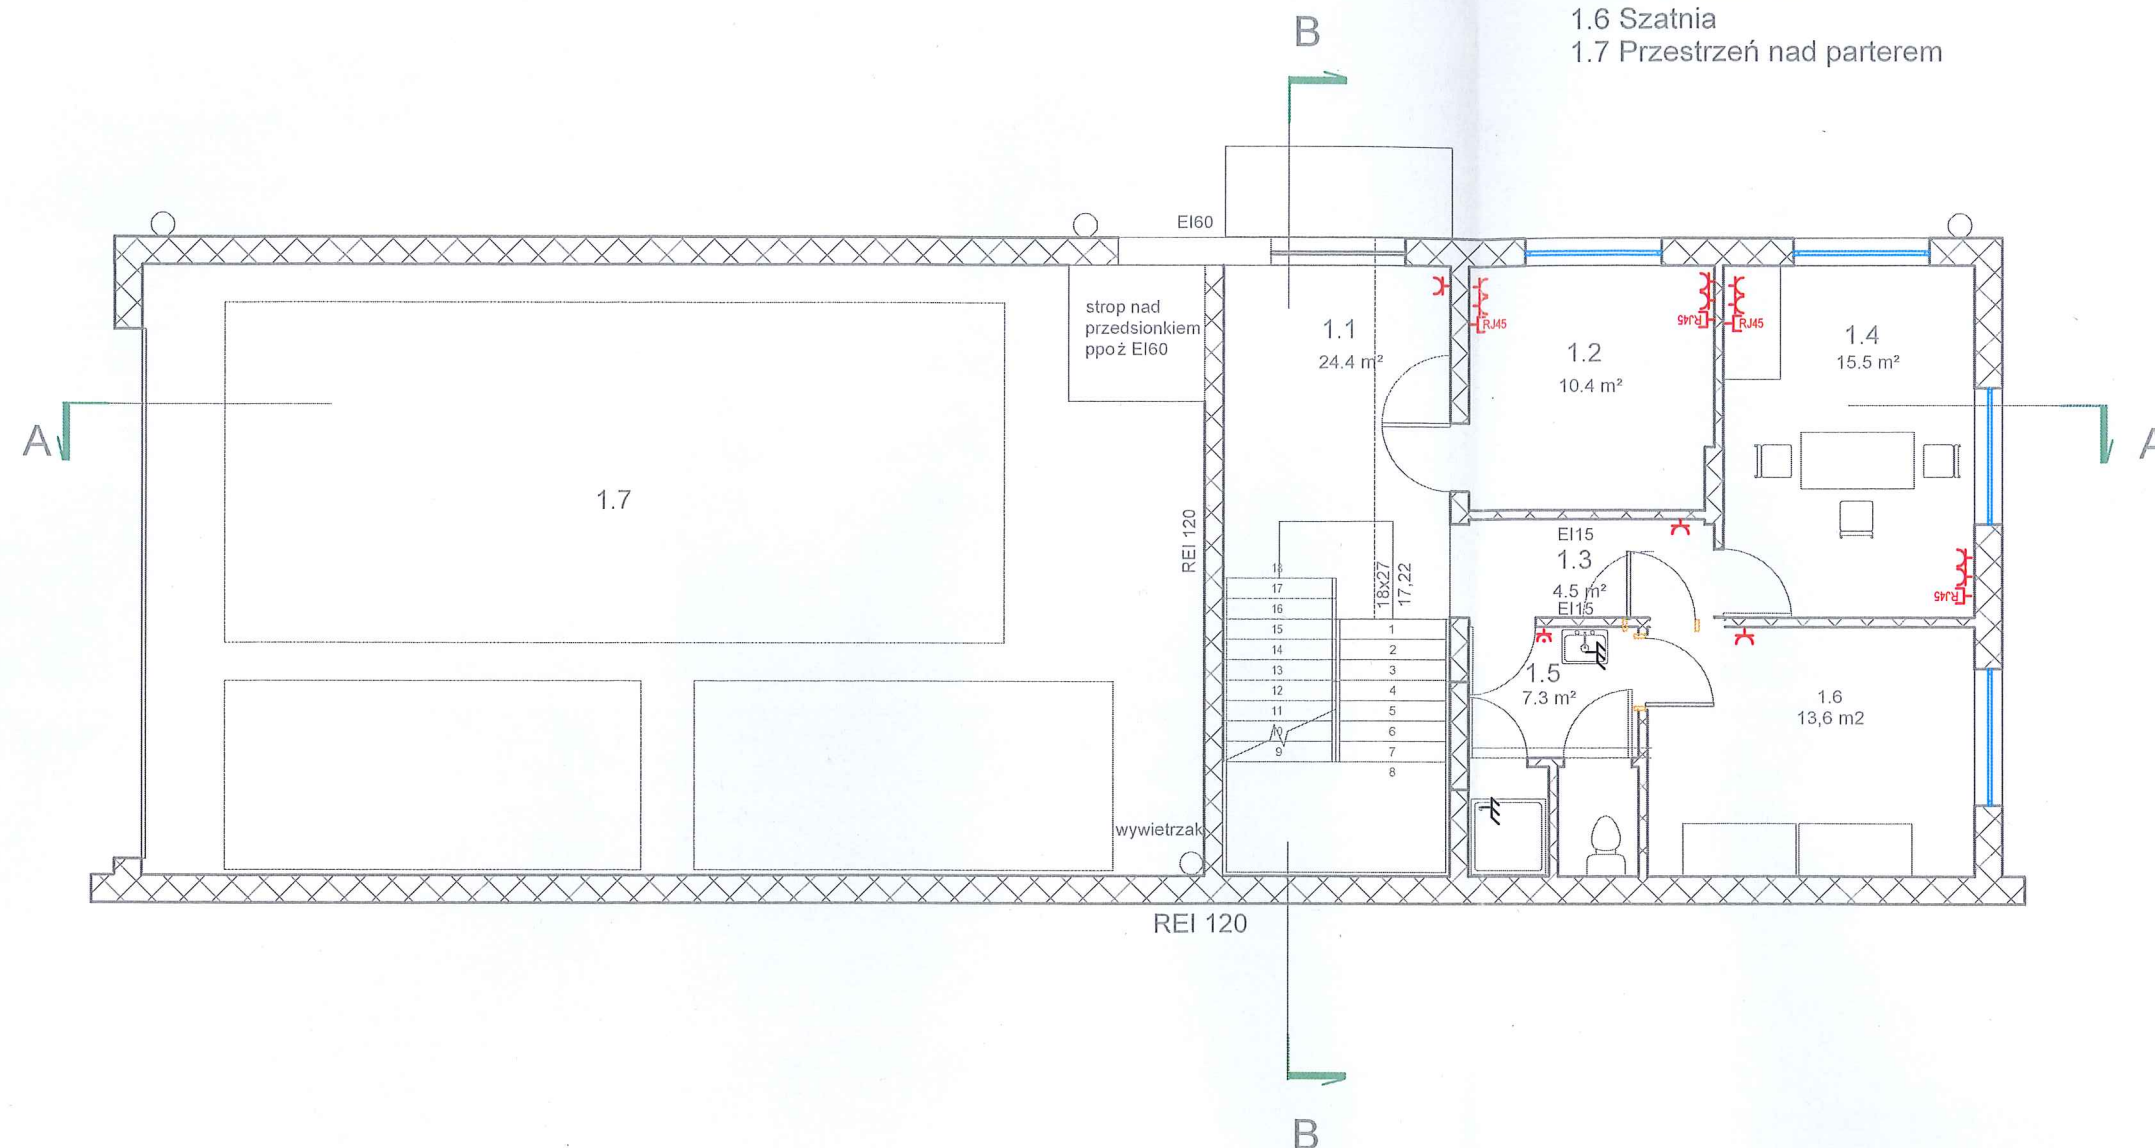 1.6 Szatnia
1.7 Przestrzeń nad parterem
B
EI60
strop nad
przedsionkiem
ppoż EI60
1.1
24.4 m²
RJ45
RJ45
RJ45
1.2
10.4 m²
1.4
15.5 m²
A
A
1.7
REI 120
EI15
1.3
4.5 m²
EI15
18x27
17,22
RJ45
18
17
16
15
14
13
12
11
10
9
1
2
3
4
5
6
7
8
1.5
7.3 m²
1.6
13,6 m2
wywietrzak
REI 120
B